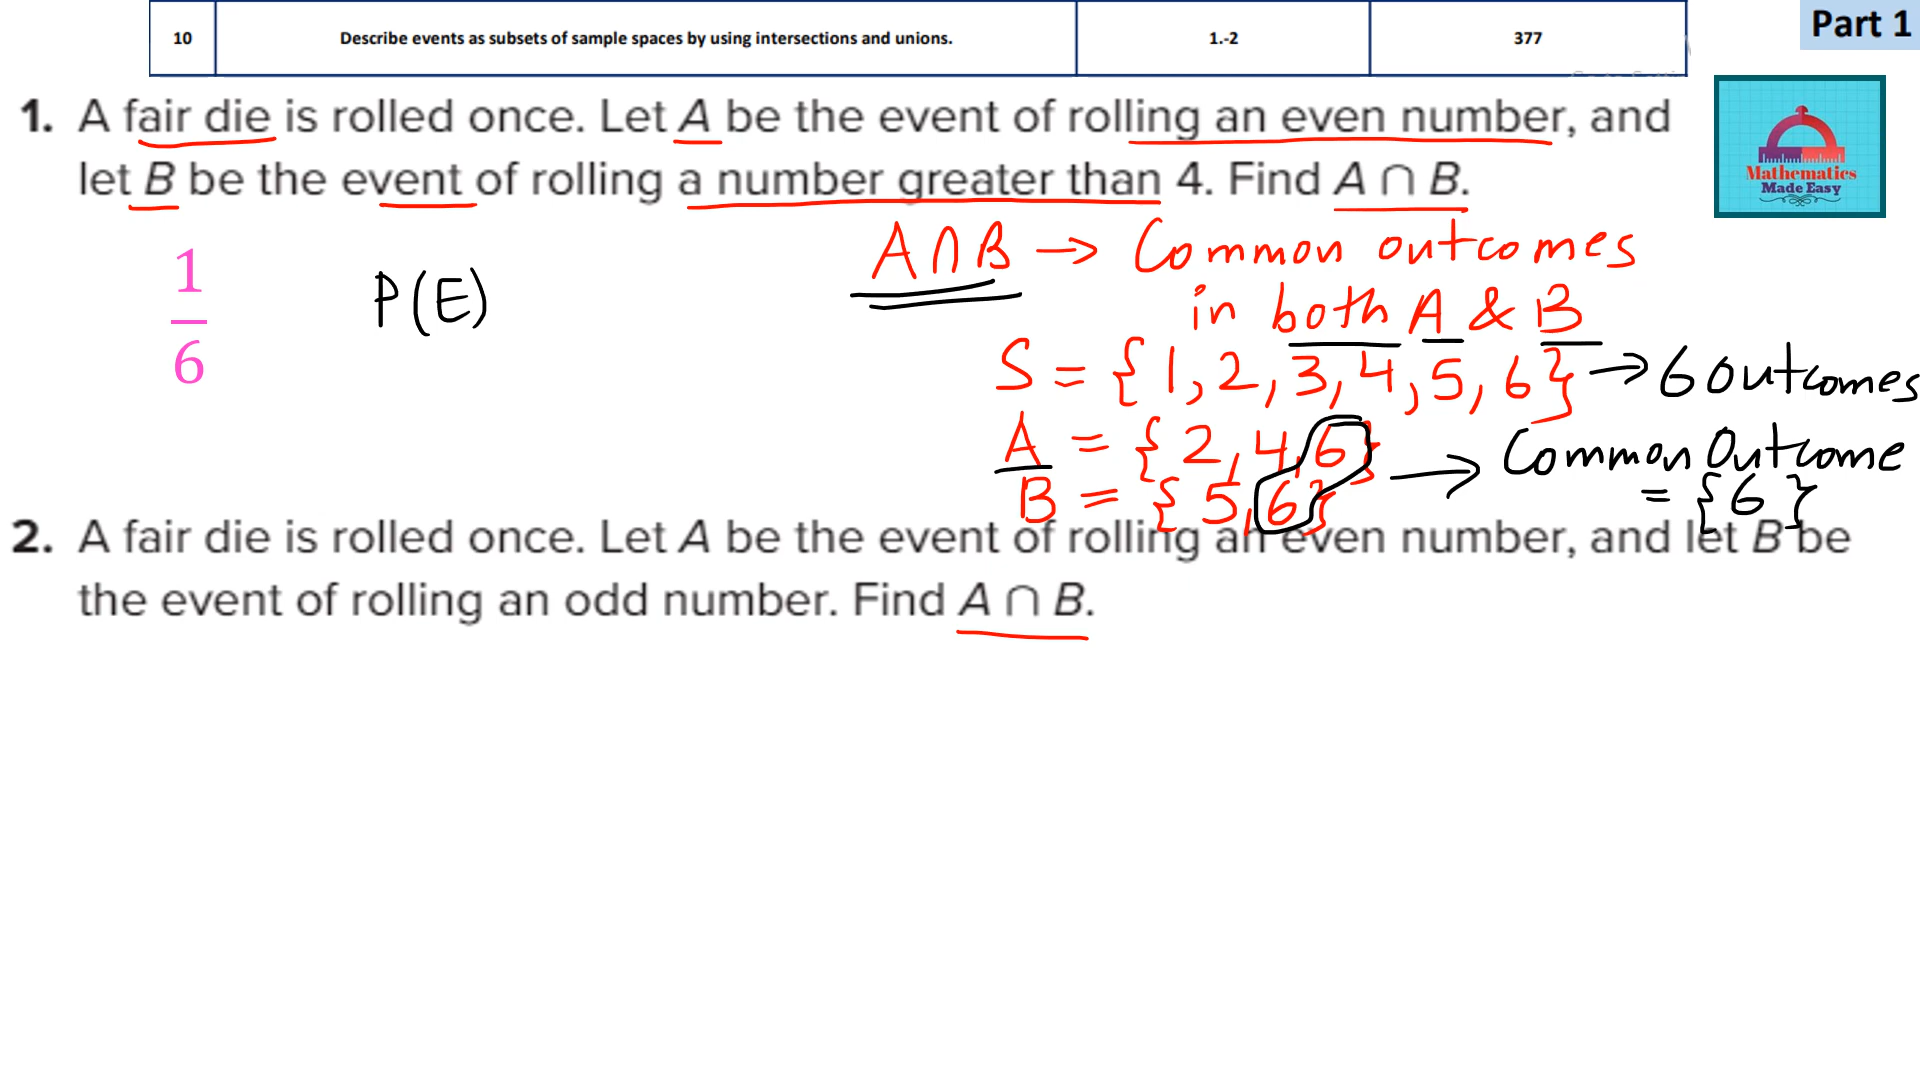 10 Describe events as subsets of sample spaces by using intersections and unions. 1.-2 377
Part 1
1. A fair die is rolled once. Let A be the event of rolling an even number, and
let B be the event of rolling a number greater than 4. Find A ∩ B.
Mathematics
Made Easy
A∩B → Common outcomes
in both A & B
1/6
P(E)
S = {1,2,3,4,5,6} → 6 outcomes
A = {2,4,6}
B = {5,6}
→ Common Outcome
= {6}
2. A fair die is rolled once. Let A be the event of rolling an even number, and let B be
the event of rolling an odd number. Find A ∩ B.